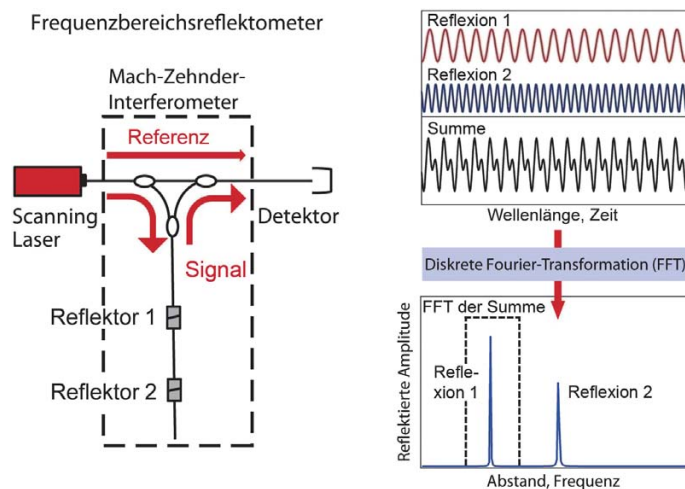 Frequenzbereichsreflektometer
Mach-Zehnder-
Interferometer
Referenz
Scanning
Laser
Detektor
Signal
Reflektor 1
Reflektor 2
Reflexion 1
Reflexion 2
Summe
Wellenlänge, Zeit
Diskrete Fourier-Transformation (FFT)
FFT der Summe
Reflektierte Amplitude
Refle-
xion 1
Reflexion 2
Abstand, Frequenz